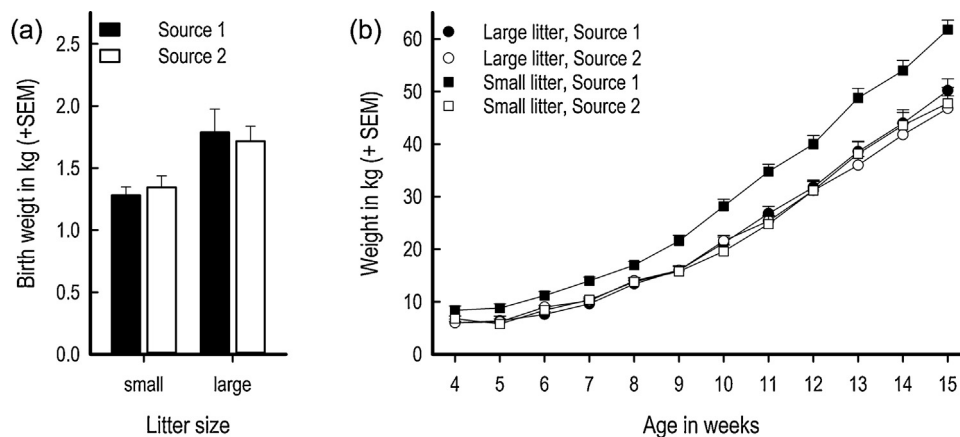 (a)
Source 1
Source 2
Birth weigt in kg (+SEM)
2.5
2.0
1.5
1.0
0.5
0.0
small large
Litter size
(b)
Large litter, Source 1
Large litter, Source 2
Small litter, Source 1
Small litter, Source 2
Weight in kg (+ SEM)
60
50
40
30
20
10
0
4 5 6 7 8 9 10 11 12 13 14 15
Age in weeks